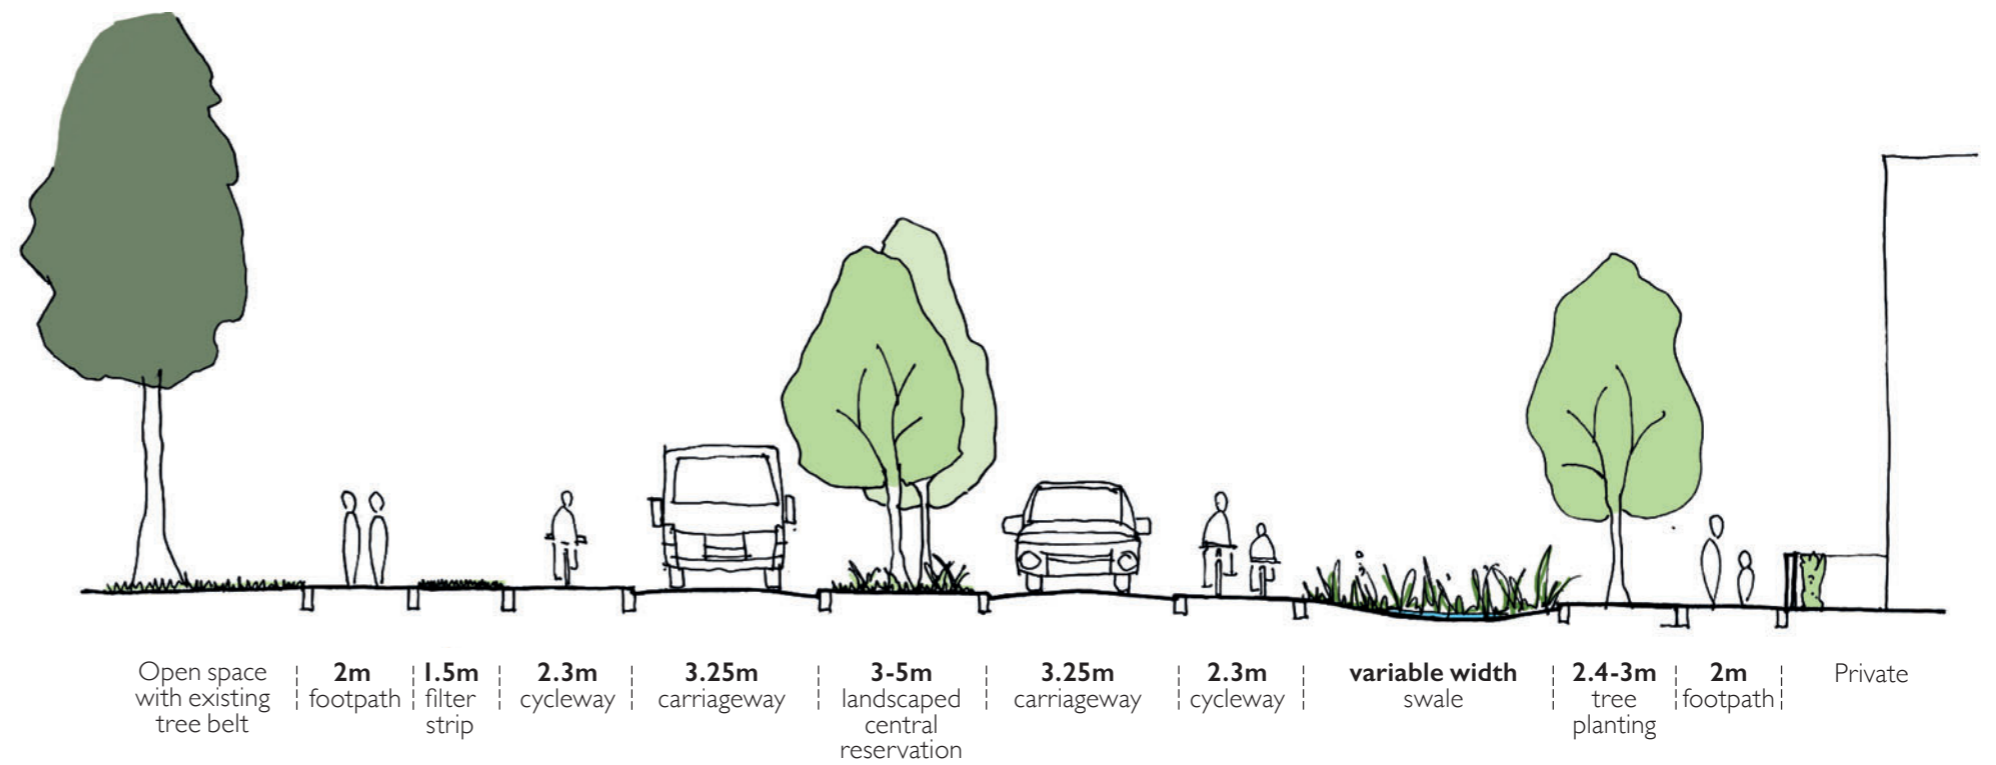 Open space
with existing
tree belt
2m
footpath
1.5m
filter
strip
2.3m
cycleway
3.25m
carriageway
3-5m
landscaped
central
reservation
3.25m
carriageway
2.3m
cycleway
variable width
swale
2.4-3m
tree
planting
2m
footpath
Private